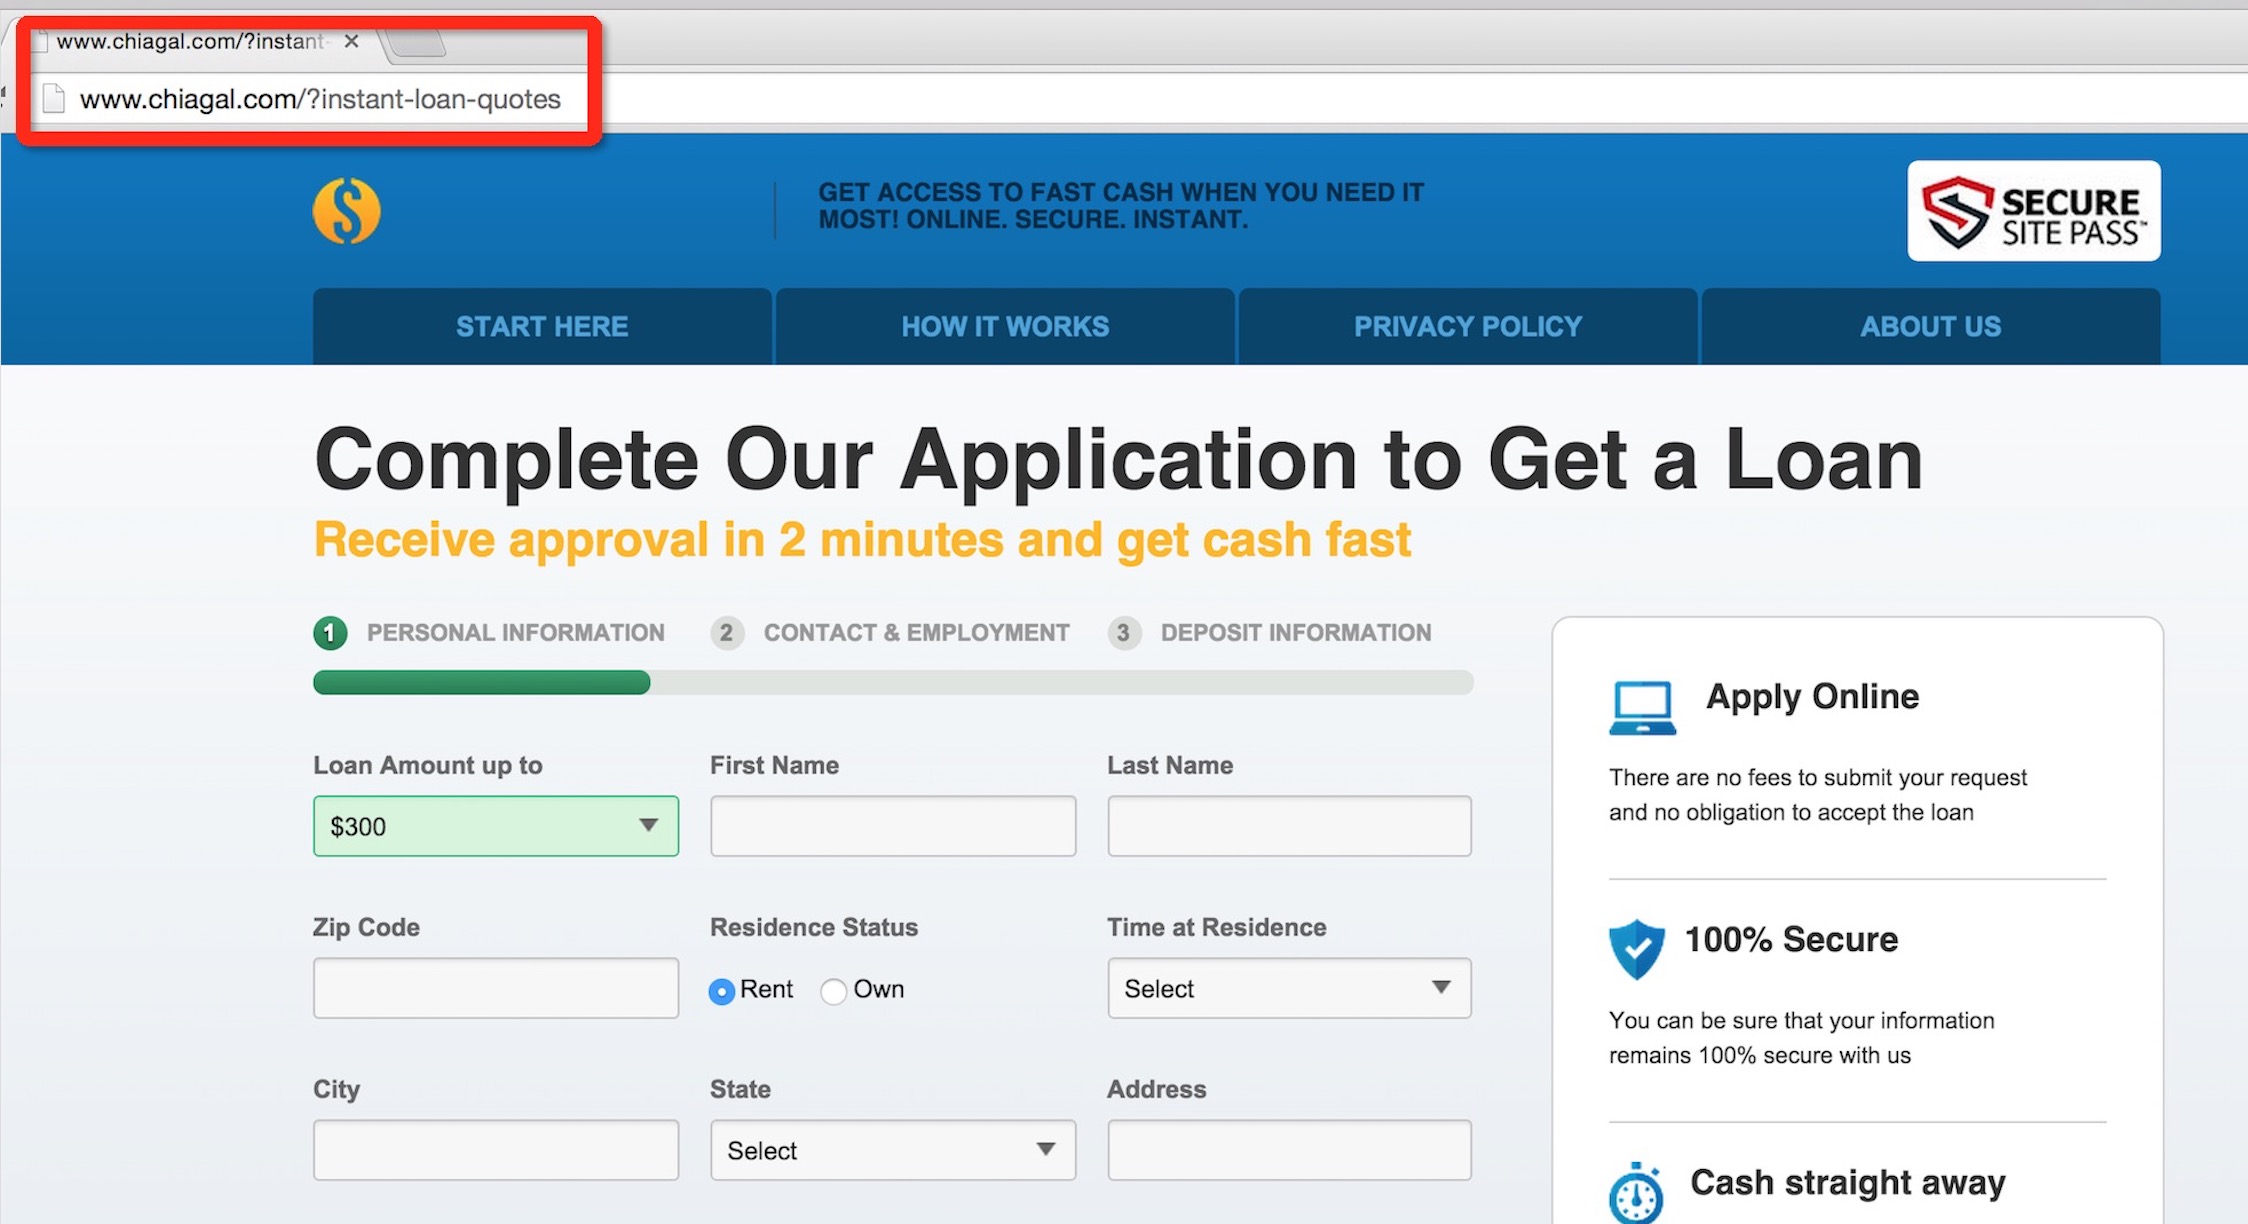 www.chiagal.com/?instant-
www.chiagal.com/?instant-loan-quotes
GET ACCESS TO FAST CASH WHEN YOU NEED IT
MOST! ONLINE. SECURE. INSTANT.
SECURE
SITE PASS™
START HERE
HOW IT WORKS
PRIVACY POLICY
ABOUT US
Complete Our Application to Get a Loan
Receive approval in 2 minutes and get cash fast
1 PERSONAL INFORMATION
2 CONTACT & EMPLOYMENT
3 DEPOSIT INFORMATION
Loan Amount up to
$300
First Name
Last Name
Zip Code
Residence Status
Rent
Own
Time at Residence
Select
City
State
Select
Address
Apply Online
There are no fees to submit your request
and no obligation to accept the loan
100% Secure
You can be sure that your information
remains 100% secure with us
Cash straight away